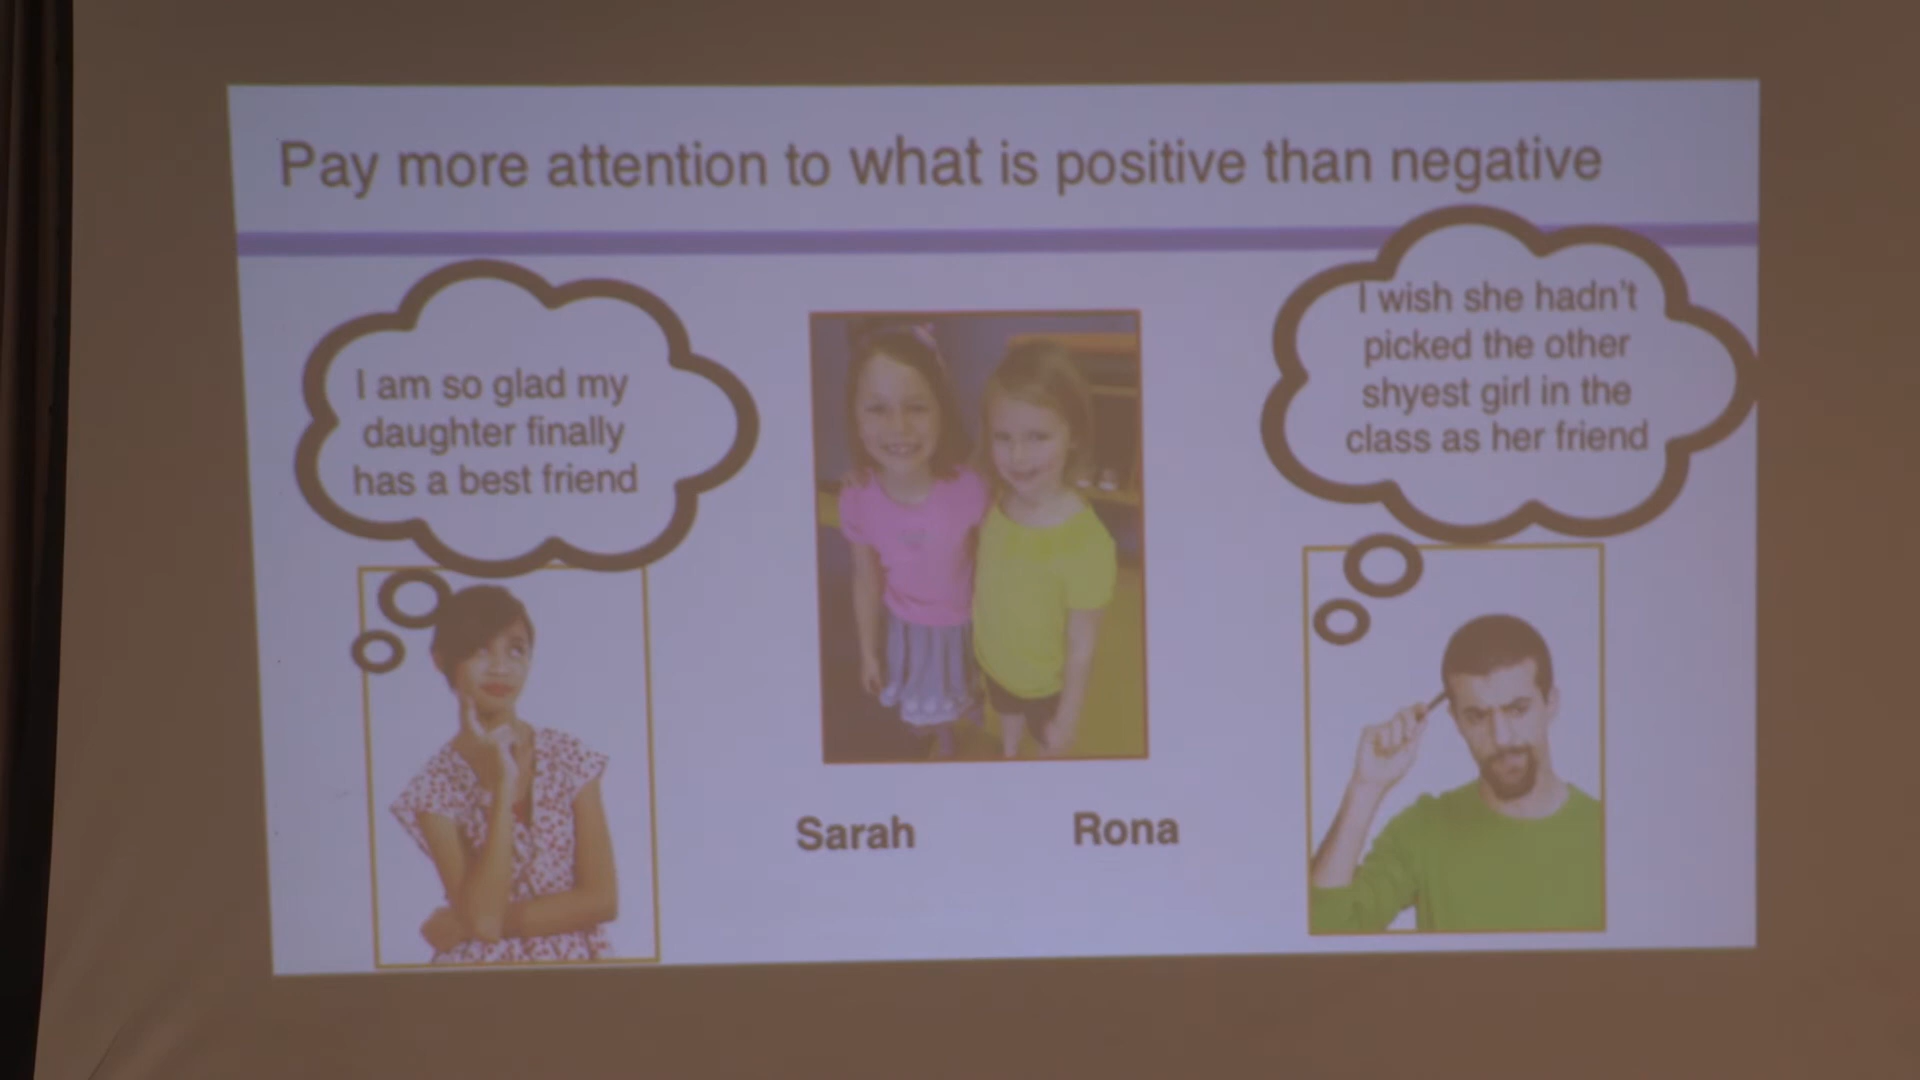 Pay more attention to what is positive than negative
I am so glad my
daughter finally
has a best friend
I wish she hadn't
picked the other
shyest girl in the
class as her friend
Sarah
Rona